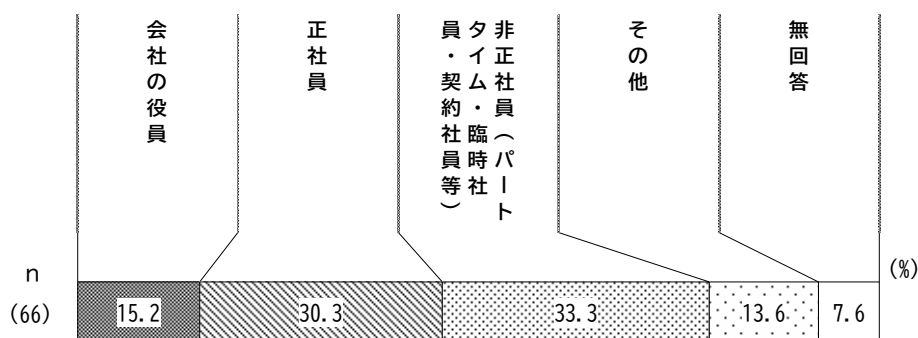 会社の役員
正社員
非正社員（パート
タイム・臨時社
員・契約社員等）
その他
無回答
n
(%)
(66)
15.2
30.3
33.3
13.6
7.6